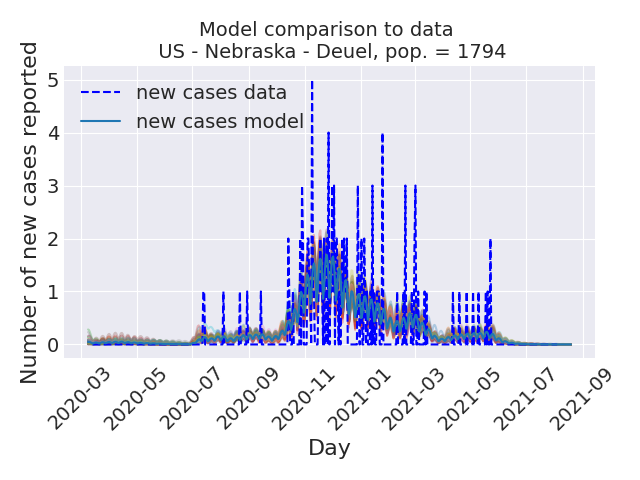 Model comparison to data
US - Nebraska - Deuel, pop. = 1794
Number of new cases reported
5
4
3
2
1
0
new cases data
new cases model
2020-03
2020-05
2020-07
2020-09
2020-11
2021-01
2021-03
2021-05
2021-07
2021-09
Day